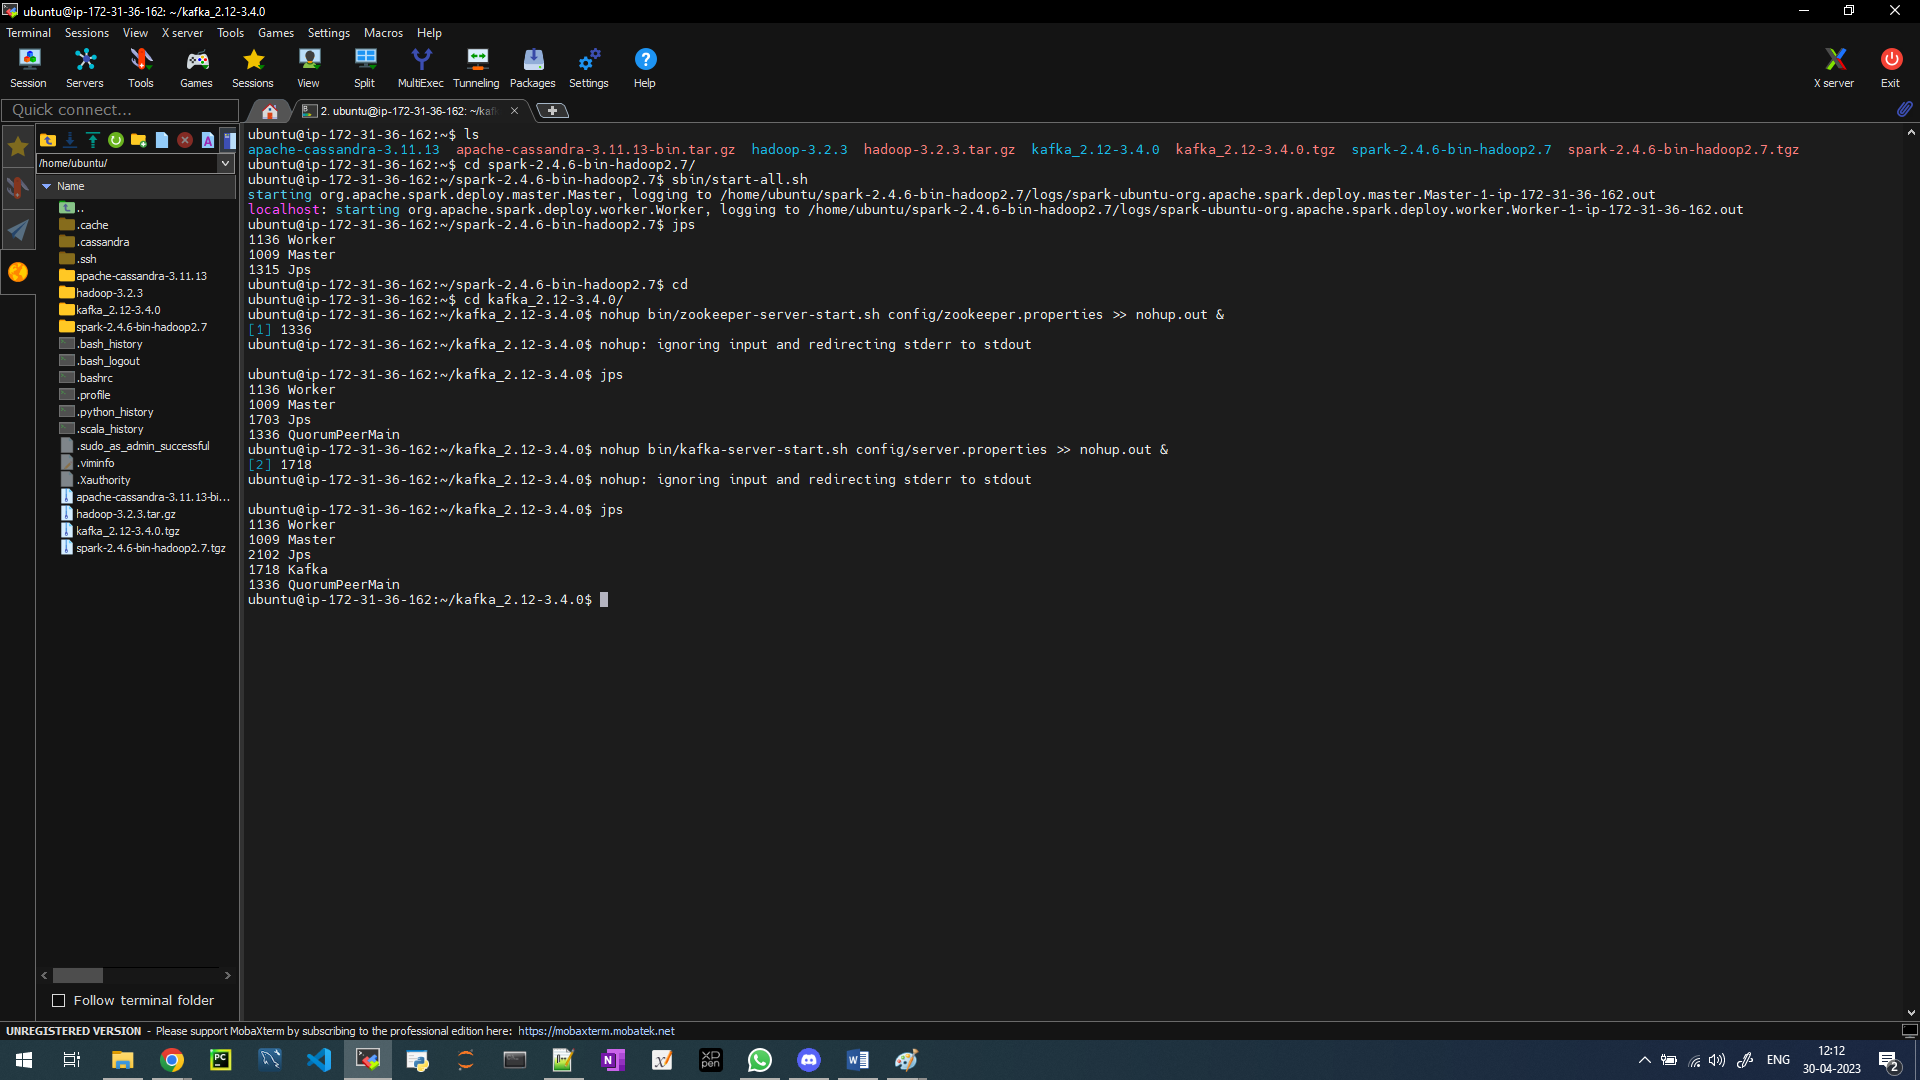 ubuntu@ip-172-31-36-162: ~/kafka_2.12-3.4.0
Terminal Sessions View X server Tools Games Settings Macros Help
Session Servers Tools Games Sessions View Split MultiExec Tunneling Packages Settings Help X server Exit
Quick connect...
2. ubuntu@ip-172-31-36-162: ~/kaf
/home/ubuntu/
Name
..
.cache
.cassandra
.ssh
apache-cassandra-3.11.13
hadoop-3.2.3
kafka_2.12-3.4.0
spark-2.4.6-bin-hadoop2.7
.bash_history
.bash_logout
.bashrc
.profile
.python_history
.scala_history
.sudo_as_admin_successful
.viminfo
.Xauthority
apache-cassandra-3.11.13-bi...
hadoop-3.2.3.tar.gz
kafka_2.12-3.4.0.tgz
spark-2.4.6-bin-hadoop2.7.tgz
Follow terminal folder
ubuntu@ip-172-31-36-162:~$ ls
apache-cassandra-3.11.13 apache-cassandra-3.11.13-bin.tar.gz hadoop-3.2.3 hadoop-3.2.3.tar.gz kafka_2.12-3.4.0 kafka_2.12-3.4.0.tgz spark-2.4.6-bin-hadoop2.7 spark-2.4.6-bin-hadoop2.7.tgz
ubuntu@ip-172-31-36-162:~$ cd spark-2.4.6-bin-hadoop2.7/
ubuntu@ip-172-31-36-162:~/spark-2.4.6-bin-hadoop2.7$ sbin/start-all.sh
starting org.apache.spark.deploy.master.Master, logging to /home/ubuntu/spark-2.4.6-bin-hadoop2.7/logs/spark-ubuntu-org.apache.spark.deploy.master.Master-1-ip-172-31-36-162.out
localhost: starting org.apache.spark.deploy.worker.Worker, logging to /home/ubuntu/spark-2.4.6-bin-hadoop2.7/logs/spark-ubuntu-org.apache.spark.deploy.worker.Worker-1-ip-172-31-36-162.out
ubuntu@ip-172-31-36-162:~/spark-2.4.6-bin-hadoop2.7$ jps
1136 Worker
1009 Master
1315 Jps
ubuntu@ip-172-31-36-162:~/spark-2.4.6-bin-hadoop2.7$ cd
ubuntu@ip-172-31-36-162:~$ cd kafka_2.12-3.4.0/
ubuntu@ip-172-31-36-162:~/kafka_2.12-3.4.0$ nohup bin/zookeeper-server-start.sh config/zookeeper.properties >> nohup.out &
[1] 1336
ubuntu@ip-172-31-36-162:~/kafka_2.12-3.4.0$ nohup: ignoring input and redirecting stderr to stdout
ubuntu@ip-172-31-36-162:~/kafka_2.12-3.4.0$ jps
1136 Worker
1009 Master
1703 Jps
1336 QuorumPeerMain
ubuntu@ip-172-31-36-162:~/kafka_2.12-3.4.0$ nohup bin/kafka-server-start.sh config/server.properties >> nohup.out &
[2] 1718
ubuntu@ip-172-31-36-162:~/kafka_2.12-3.4.0$ nohup: ignoring input and redirecting stderr to stdout
ubuntu@ip-172-31-36-162:~/kafka_2.12-3.4.0$ jps
1136 Worker
1009 Master
2102 Jps
1718 Kafka
1336 QuorumPeerMain
ubuntu@ip-172-31-36-162:~/kafka_2.12-3.4.0$
UNREGISTERED VERSION - Please support MobaXterm by subscribing to the professional edition here: https://mobaxterm.mobatek.net
PC
XP pen
ENG
12:12
30-04-2023
2